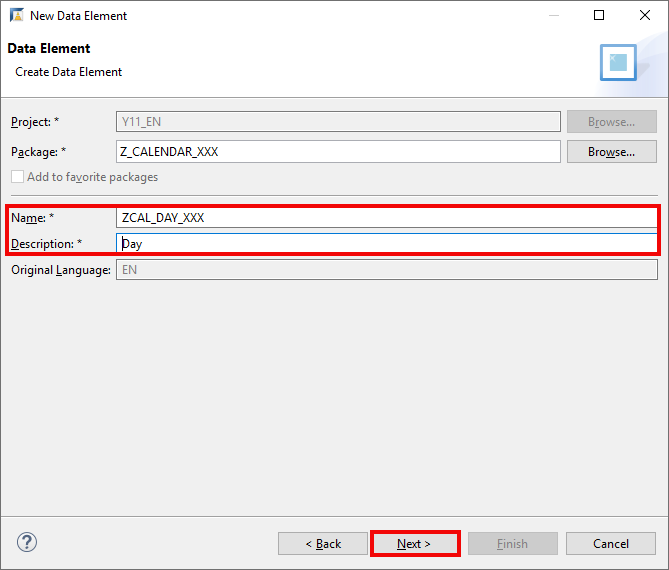 New Data Element
Data Element
Create Data Element
Project: * Y11_EN Browse...
Package: * Z_CALENDAR_XXX Browse...
Add to favorite packages
Name: * ZCAL_DAY_XXX
Description: * Day
Original Language: EN
? < Back Next > Finish Cancel